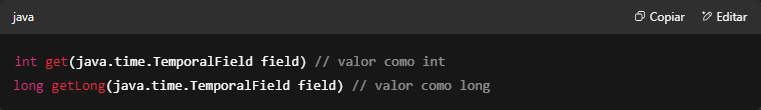 java
Copiar
Editar
int get(java.time.TemporalField field) // valor como int
long getLong(java.time.TemporalField field) // valor como long